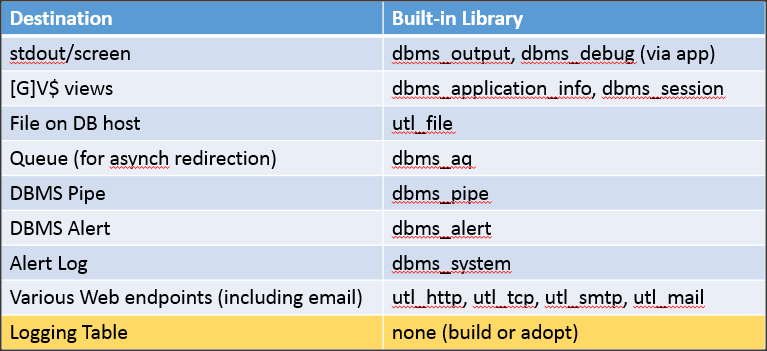 Destination Built-in Library
stdout/screen dbms_output, dbms_debug (via app)
[G]V$ views dbms_application_info, dbms_session
File on DB host utl_file
Queue (for asynch redirection) dbms_aq
DBMS Pipe dbms_pipe
DBMS Alert dbms_alert
Alert Log dbms_system
Various Web endpoints (including email) utl_http, utl_tcp, utl_smtp, utl_mail
Logging Table none (build or adopt)